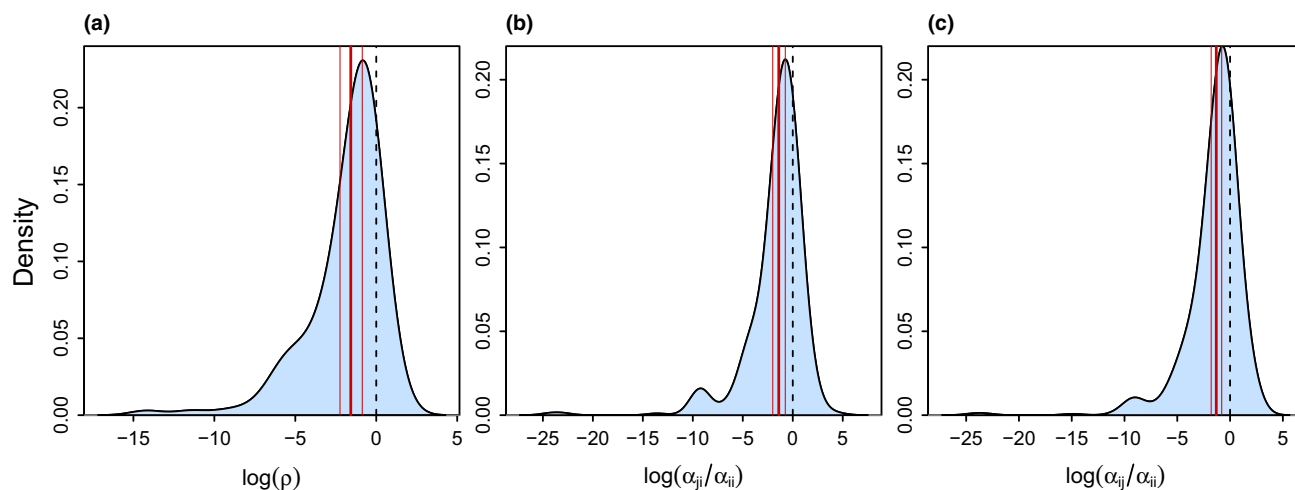 (a)
(b)
(c)
Density
0.00 0.05 0.10 0.15 0.20
−15 −10 −5 0 5
log(ρ)
0.00 0.05 0.10 0.15 0.20
−25 −20 −15 −10 −5 0 5
log(αji/αii)
0.00 0.05 0.10 0.15 0.20
−25 −20 −15 −10 −5 0 5
log(αij/αii)